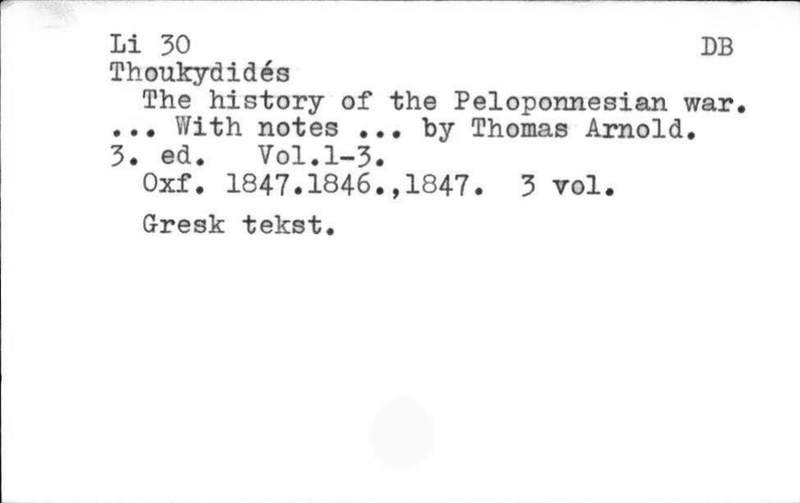 Li 30 DB
Thoukydidés
The history of the Peloponnesian war.
... With notes ... by Thomas Arnold.
3. ed. Vol.1-3.
Oxf. 1847.1846.,1847. 3 vol.
Gresk tekst.